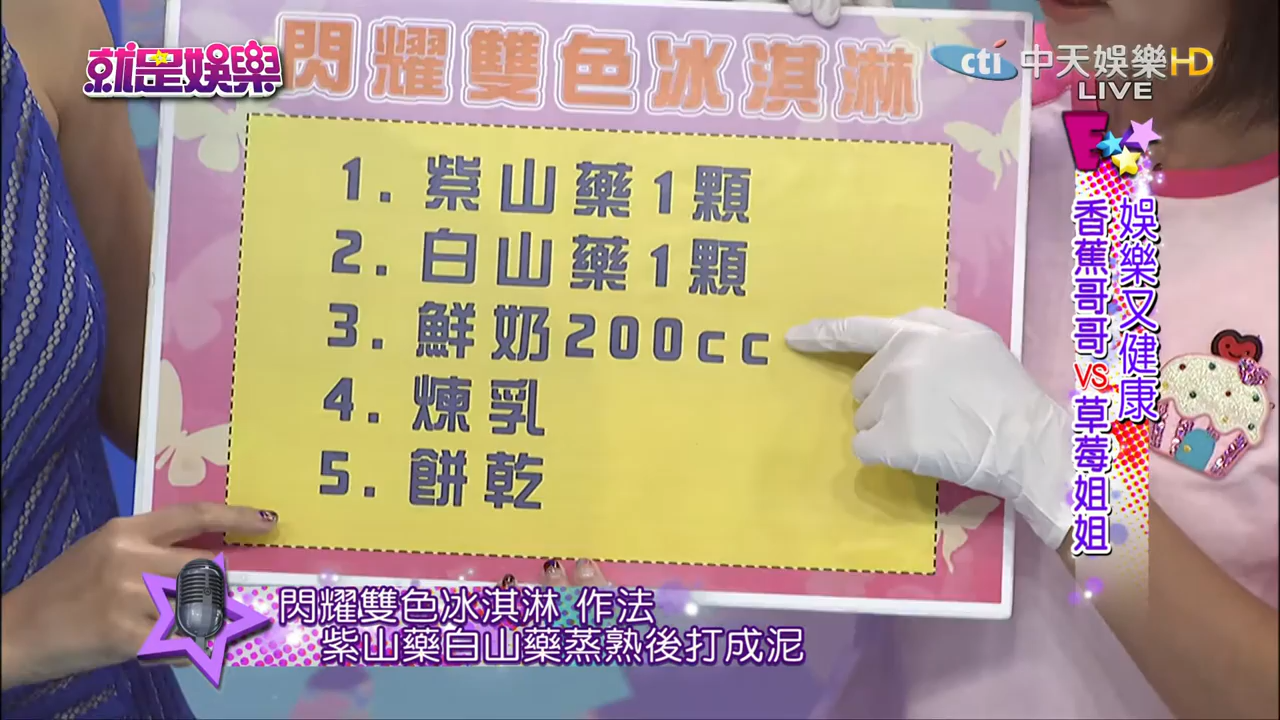 就是娛樂
閃耀雙色冰淇淋
cti 中天娛樂HD
LIVE
1. 紫山藥1顆
2. 白山藥1顆
3. 鮮奶200cc
4. 煉乳
5. 餅乾
E
娛樂又健康
香蕉哥哥VS草莓姐姐
閃耀雙色冰淇淋 作法
紫山藥白山藥蒸熟後打成泥